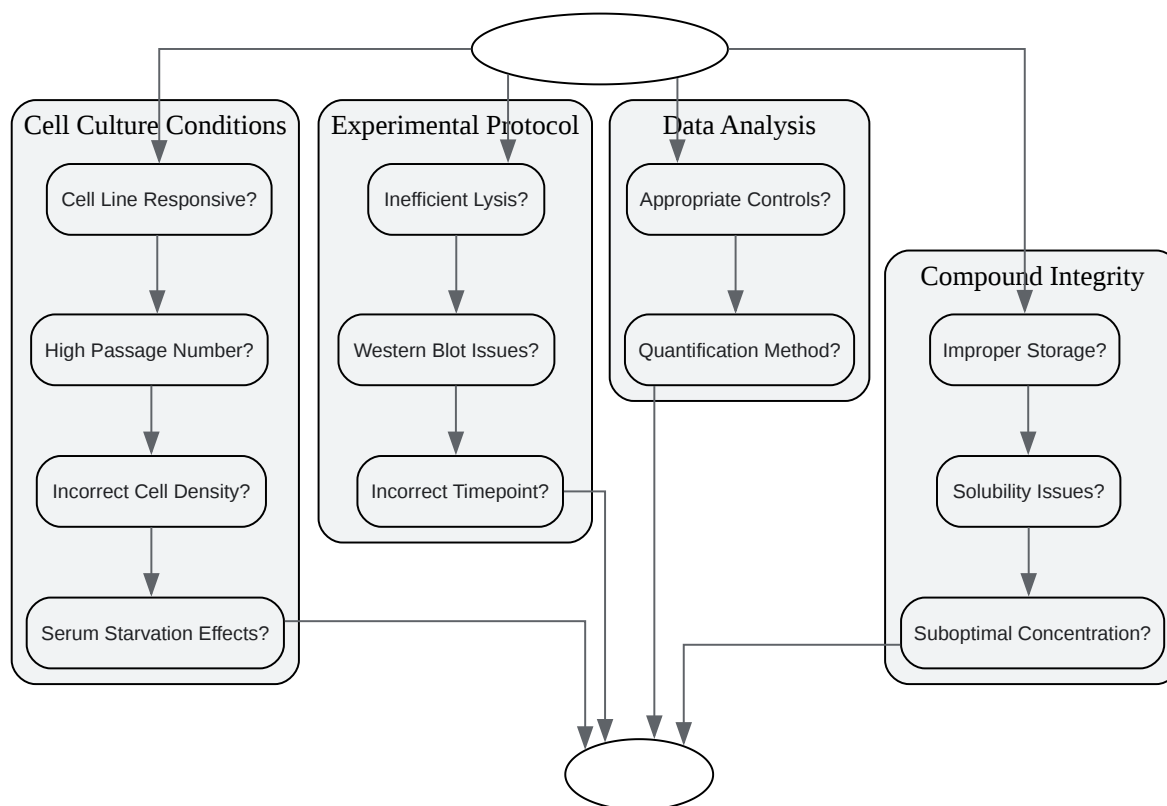 Cell Culture Conditions
Cell Line Responsive?
High Passage Number?
Incorrect Cell Density?
Serum Starvation Effects?
Experimental Protocol
Inefficient Lysis?
Western Blot Issues?
Incorrect Timepoint?
Data Analysis
Appropriate Controls?
Quantification Method?
Compound Integrity
Improper Storage?
Solubility Issues?
Suboptimal Concentration?